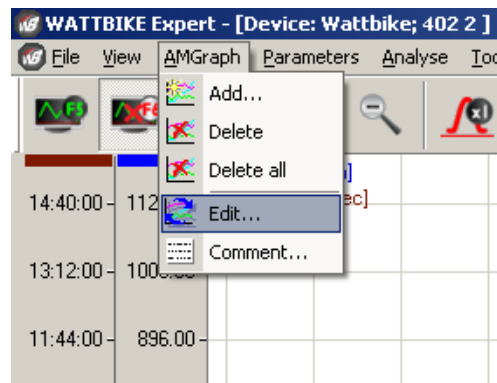 WATTBIKE Expert - [Device: Wattbike; 402 2 ]
File View AMGraph Parameters Analyse
Add...
Delete
Delete all
Edit...
Comment...
14:40:00
13:12:00
11:44:00 896.00